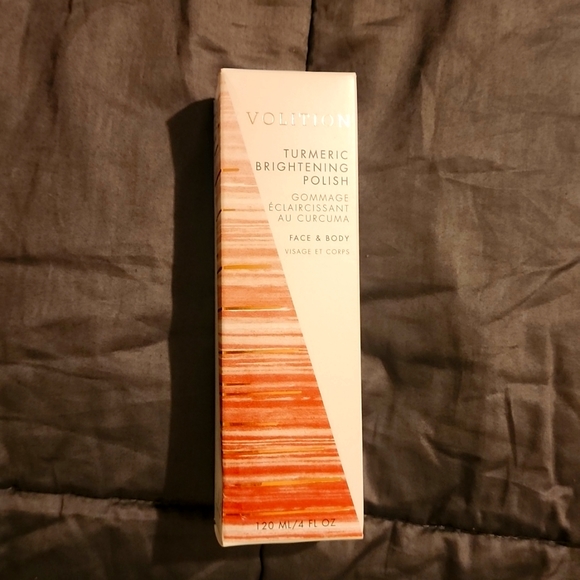 VOLITION
TURMERIC
BRIGHTENING
POLISH
GOMMAGE
ÉCLAIRCISSANT
AU CURCUMA
FACE & BODY
VISAGE ET CORPS
120 ML/4 FL OZ